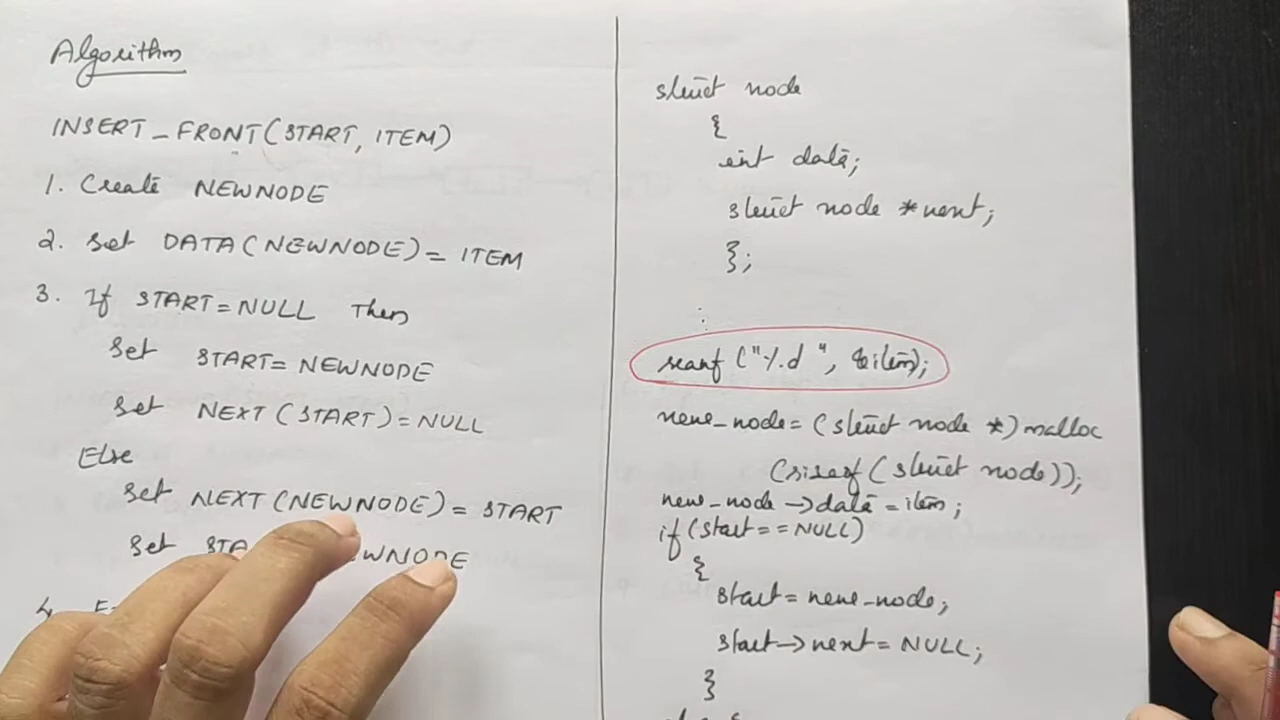 Algorithm
INSERT_FRONT(START, ITEM)
1. Create NEWNODE
2. Set DATA(NEWNODE)= ITEM
3. If START=NULL Then
Set START= NEWNODE
Set NEXT (START)=NULL
Else
Set NEXT (NEWNODE) = START
Set
struct node
{
int data;
struct node *next;
};
scanf ("%d", &item);
new_node= (struct node *) malloc
(sizeof (struct node));
new_node ->data = item;
if (start == NULL)
{
start = new_node;
start->next = NULL;
}